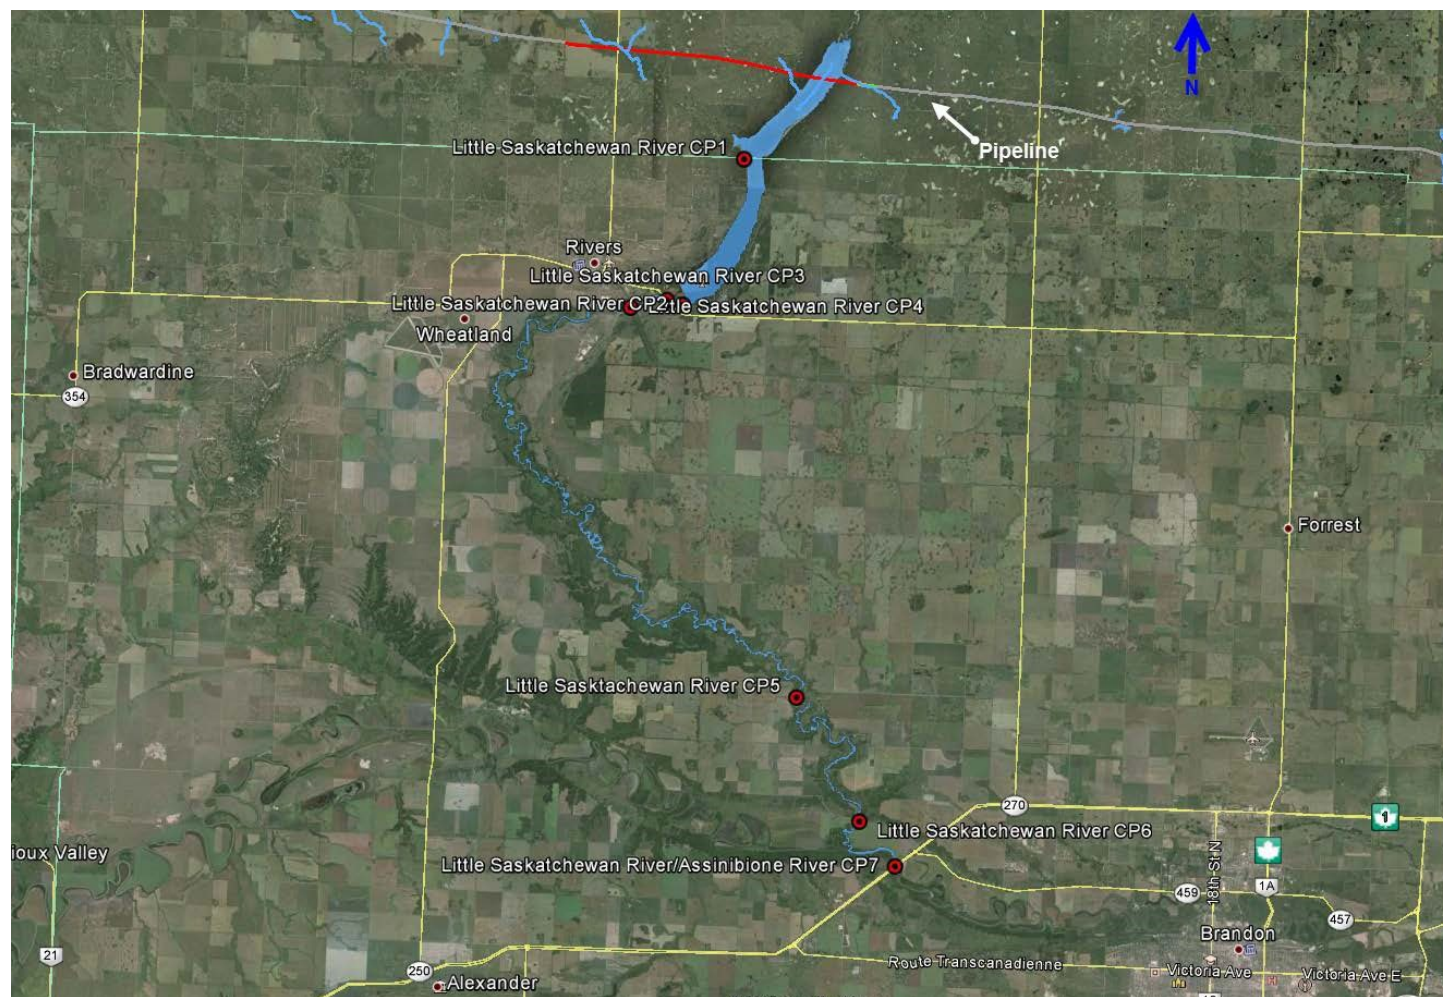 N
Little Saskatchewan River CP1
Pipeline
Rivers
Little Saskatchewan River CP3
Little Saskatchewan River CP2
Little Saskatchewan River CP4
Wheatland
Bradwardine
354
Forrest
Little Sasktachewan River CP5
270
1
Little Saskatchewan River CP6
ioux Valley
Little Saskatchewan River/Assinibione River CP7
18th St N
459
1A
457
Brandon
21
Route Transcanadienne
250
Victoria Ave
Victoria Ave E
Alexander